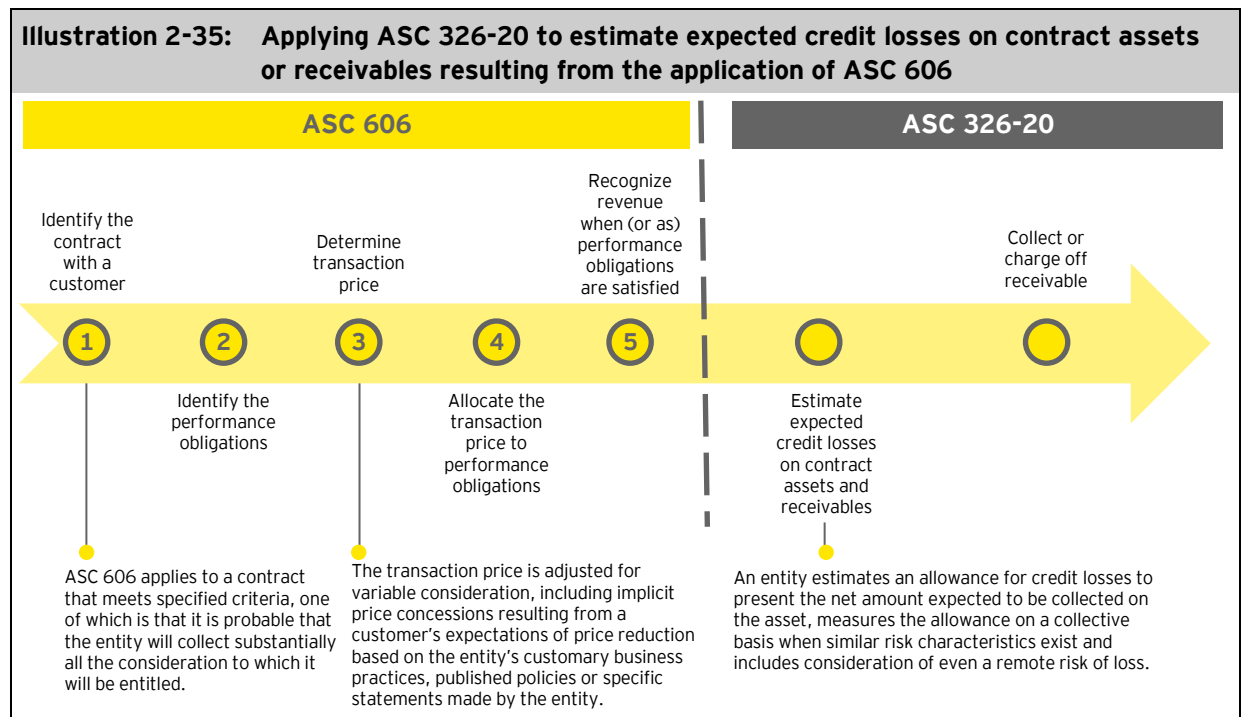 Illustration 2-35: Applying ASC 326-20 to estimate expected credit losses on contract assets
or receivables resulting from the application of ASC 606
ASC 606
ASC 326-20
Identify the
contract
with a
customer
Determine
transaction
price
Recognize
revenue
when (or as)
performance
obligations
are satisfied
Collect or
charge off
receivable
1
2
3
4
5
Identify the
performance
obligations
Allocate the
transaction
price to
performance
obligations
Estimate
expected
credit losses
on contract
assets and
receivables
ASC 606 applies to a contract
that meets specified criteria, one
of which is that it is probable that
the entity will collect substantially
all the consideration to which it
will be entitled.
The transaction price is adjusted for
variable consideration, including implicit
price concessions resulting from a
customer's expectations of price reduction
based on the entity's customary business
practices, published policies or specific
statements made by the entity.
An entity estimates an allowance for credit losses to
present the net amount expected to be collected on
the asset, measures the allowance on a collective
basis when similar risk characteristics exist and
includes consideration of even a remote risk of loss.